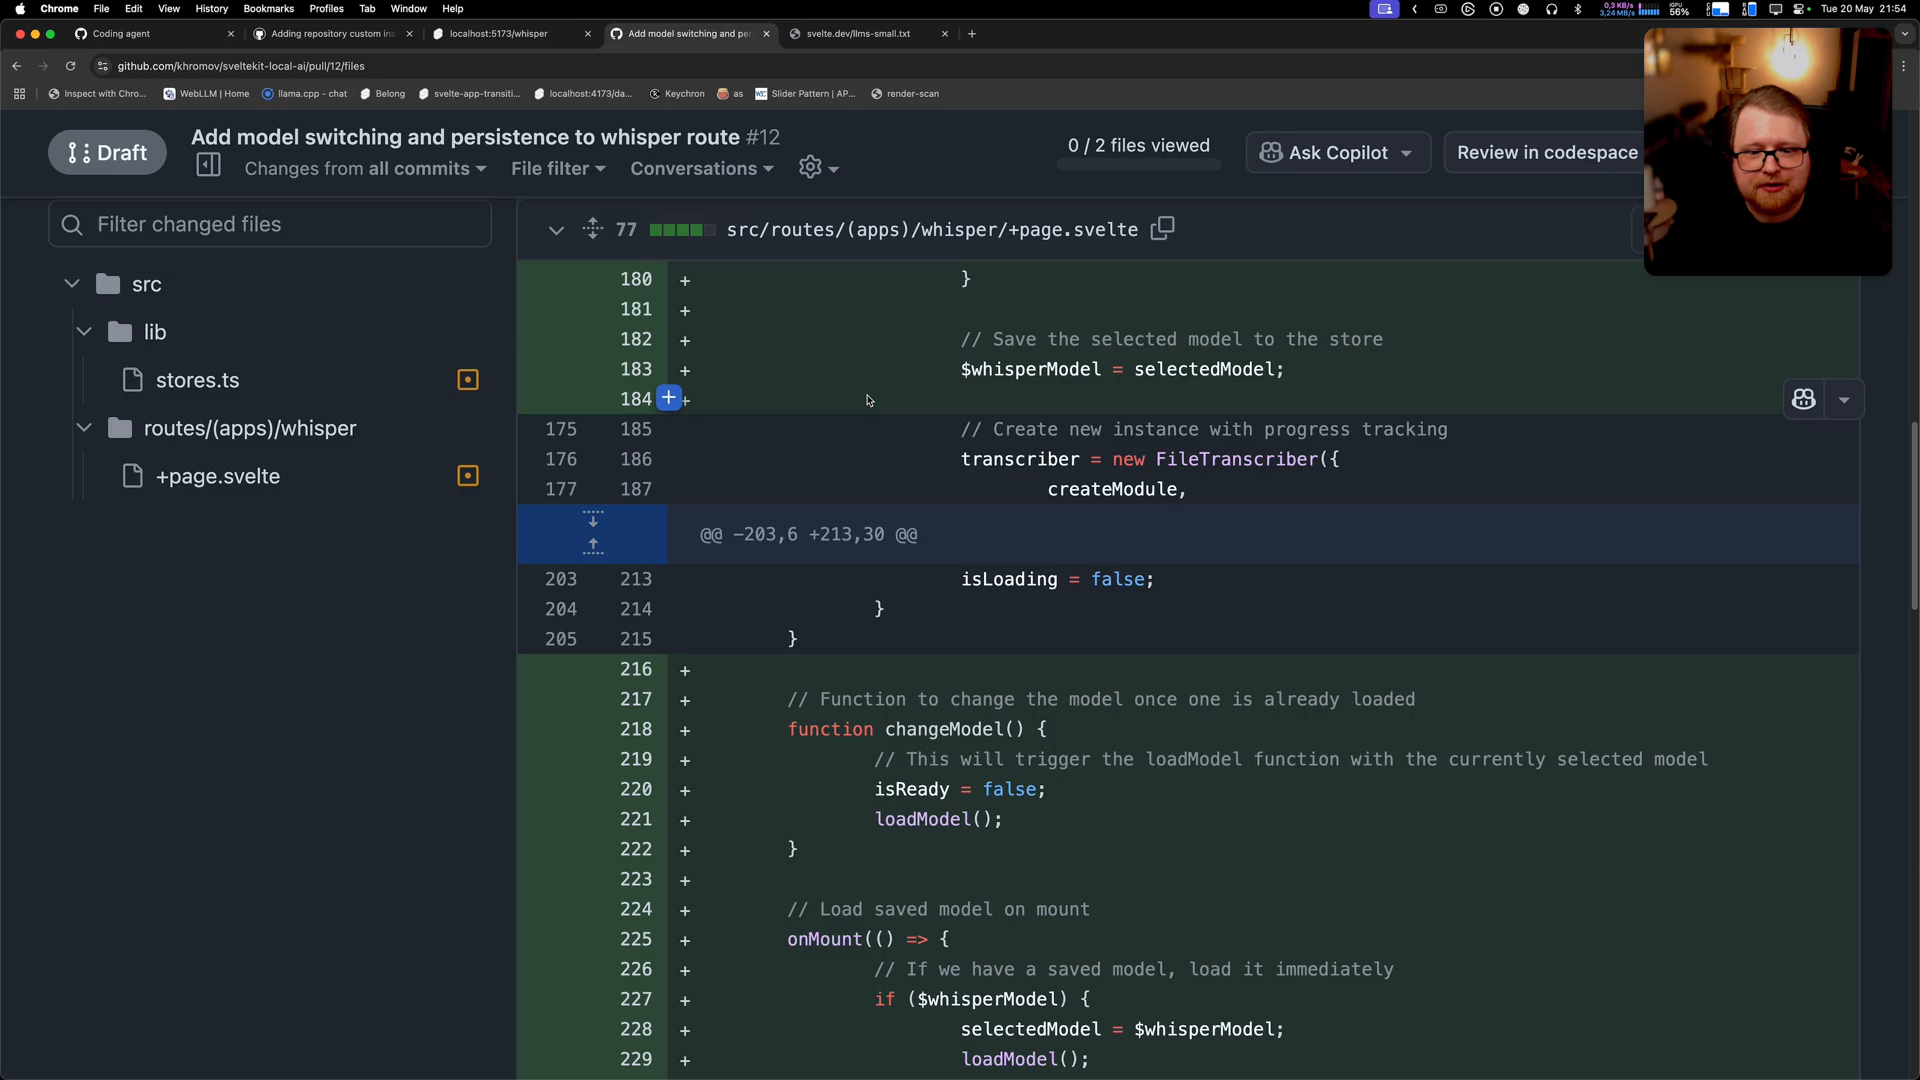 Chrome File Edit View History Bookmarks Profiles Tab Window Help
0,3 KB/s
3,24 MB/s
IGPU
56%
Tue 20 May 21:54
Coding agent
Adding repository custom ins
localhost:5173/whisper
Add model switching and per
svelte.dev/llms-small.txt
github.com/khromov/sveltekit-local-ai/pull/12/files
Inspect with Chro...
WebLLM | Home
llama.cpp - chat
Belong
svelte-app-transiti...
localhost:4173/da...
Keychron
as
Slider Pattern | AP...
render-scan
Draft
Add model switching and persistence to whisper route #12
Changes from all commits
File filter
Conversations
0 / 2 files viewed
Ask Copilot
Review in codespace
Filter changed files
src
lib
stores.ts
routes/(apps)/whisper
+page.svelte
77 src/routes/(apps)/whisper/+page.svelte
180 + }
181 +
182 + // Save the selected model to the store
183 + $whisperModel = selectedModel;
184 +
175 185 // Create new instance with progress tracking
176 186 transcriber = new FileTranscriber({
177 187 createModule,
@@ -203,6 +213,30 @@
203 213 isLoading = false;
204 214 }
205 215 }
216 +
217 + // Function to change the model once one is already loaded
218 + function changeModel() {
219 + // This will trigger the loadModel function with the currently selected model
220 + isReady = false;
221 + loadModel();
222 + }
223 +
224 + // Load saved model on mount
225 + onMount(() => {
226 + // If we have a saved model, load it immediately
227 + if ($whisperModel) {
228 + selectedModel = $whisperModel;
229 + loadModel();